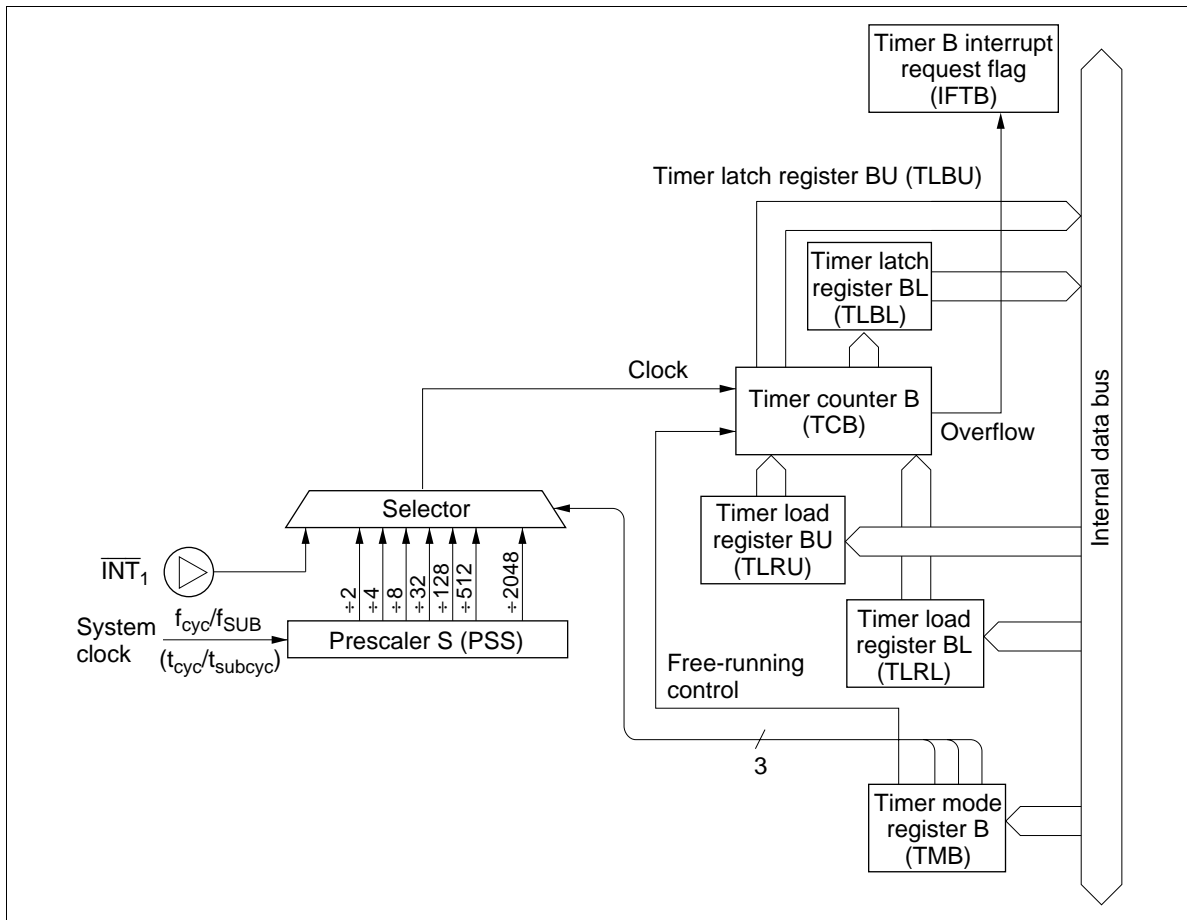 Timer B interrupt
request flag
(IFTB)
Timer latch register BU (TLBU)
Timer latch
register BL
(TLBL)
Clock
Timer counter B
(TCB)
Overflow
Internal data bus
Selector
Timer load
register BU
(TLRU)
INT1
÷2
÷4
÷8
÷32
÷128
÷512
÷2048
System
clock
fcyc/fSUB
(tcyc/tsubcyc)
Prescaler S (PSS)
Timer load
register BL
(TLRL)
Free-running
control
3
Timer mode
register B
(TMB)